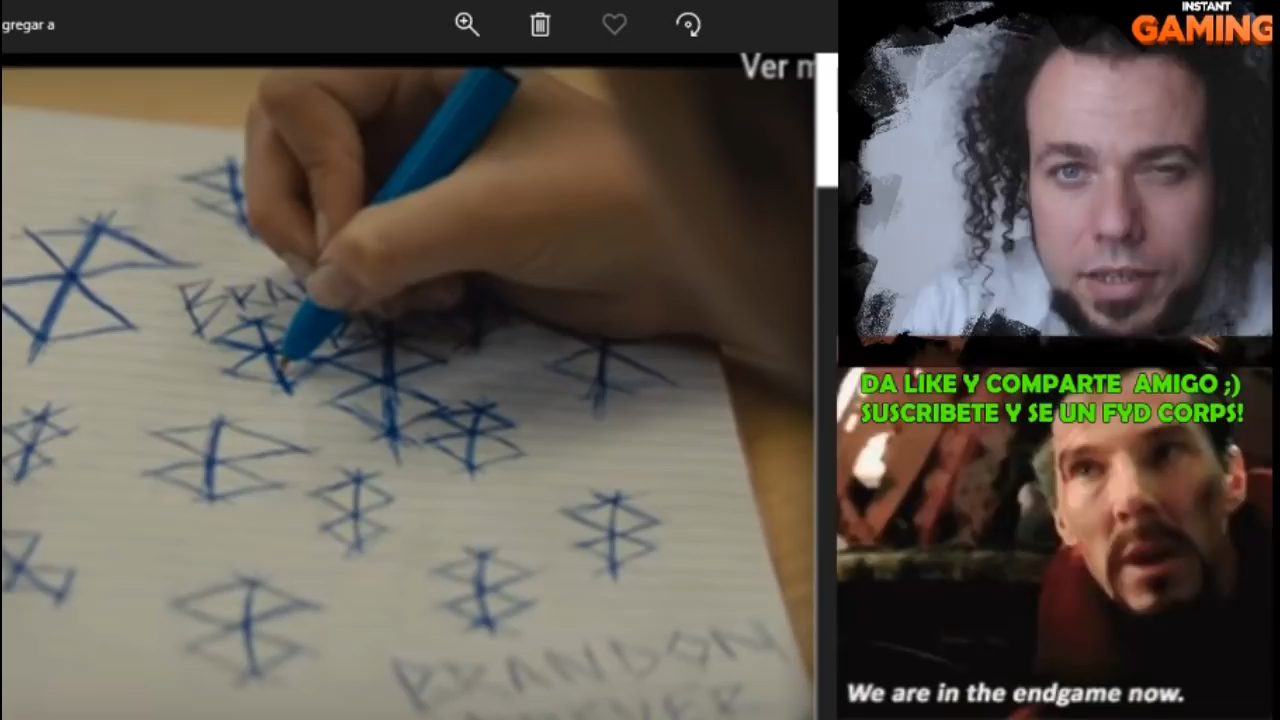 gregar a
Ver m
INSTANT
GAMING
BRA
BRANDON
DA LIKE Y COMPARTE AMIGO ;)
SUSCRIBETE Y SE UN FYD CORPS!
We are in the endgame now.